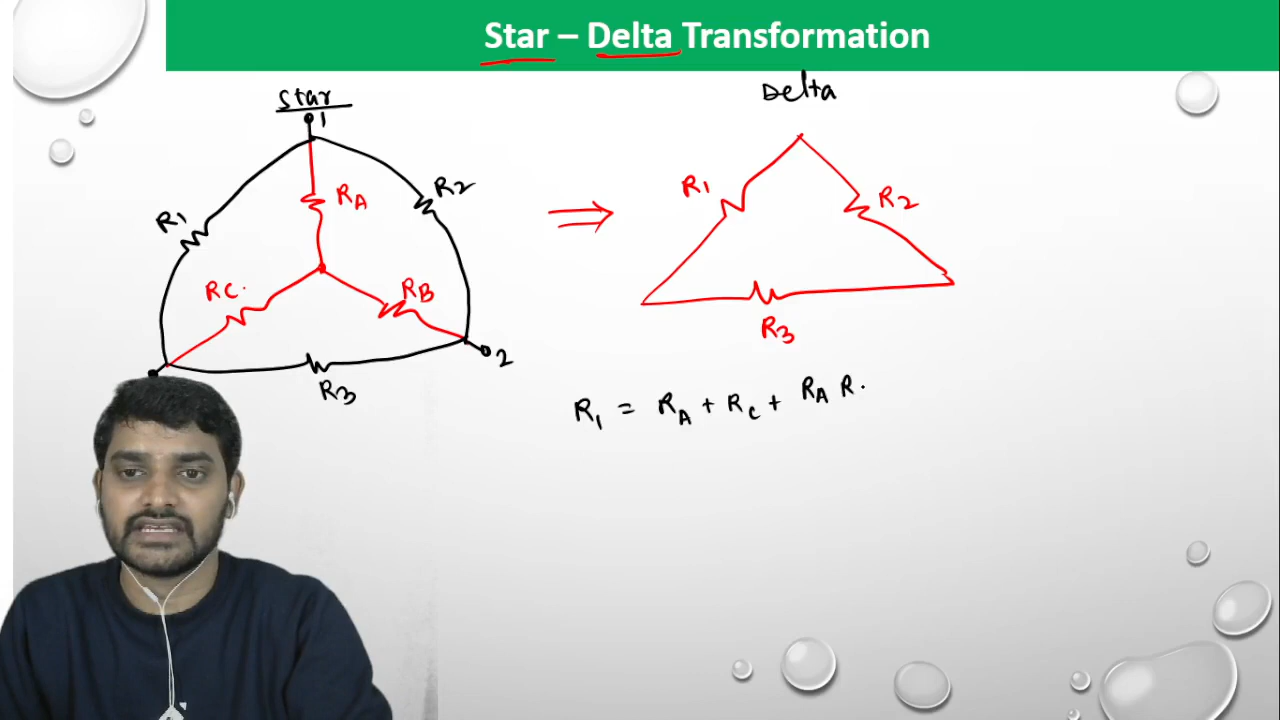 Star – Delta Transformation
Star
Delta
1
R1
R2
RA
RC.
RB
2
R3
R1
R2
R3
R1 = RA + RC + RA R.